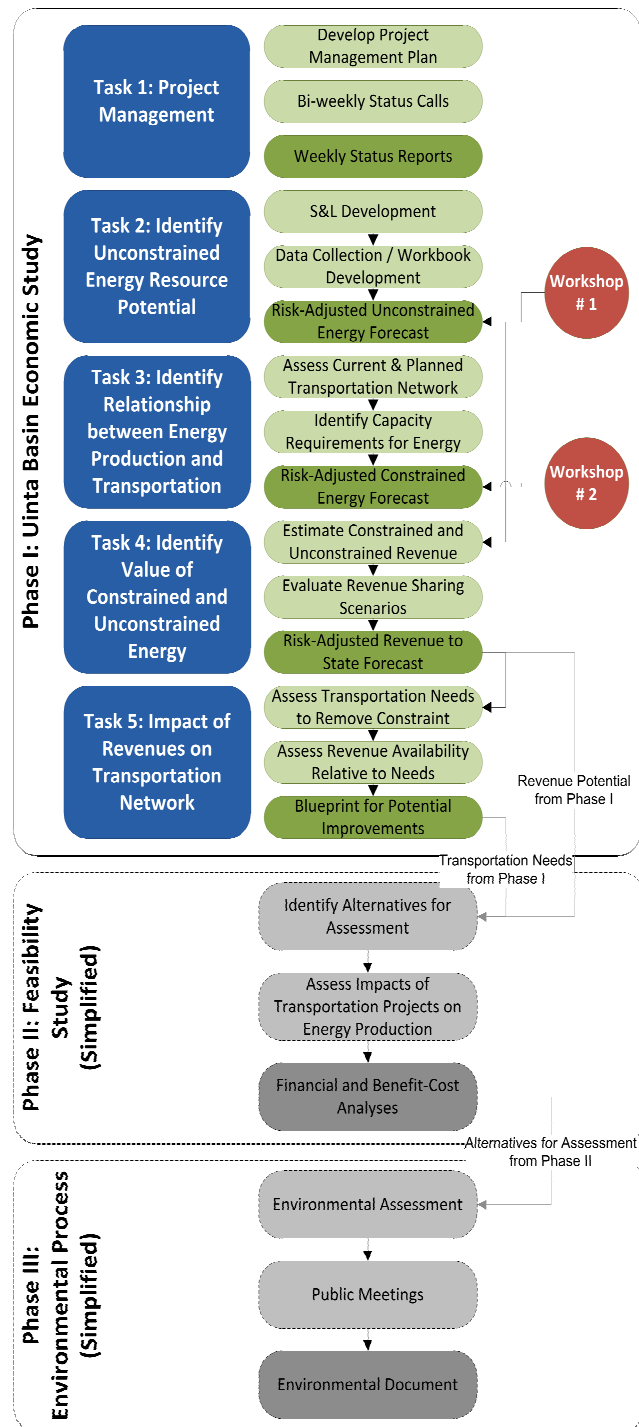 Phase I: Uinta Basin Economic Study
Task 1: Project
Management
Develop Project
Management Plan
Bi-weekly Status Calls
Weekly Status Reports
Task 2: Identify
Unconstrained
Energy Resource
Potential
S&L Development
Data Collection / Workbook
Development
Risk-Adjusted Unconstrained
Energy Forecast
Workshop
# 1
Task 3: Identify
Relationship
between Energy
Production and
Transportation
Assess Current & Planned
Transportation Network
Identify Capacity
Requirements for Energy
Risk-Adjusted Constrained
Energy Forecast
Workshop
# 2
Task 4: Identify
Value of
Constrained and
Unconstrained
Energy
Estimate Constrained and
Unconstrained Revenue
Evaluate Revenue Sharing
Scenarios
Risk-Adjusted Revenue to
State Forecast
Task 5: Impact of
Revenues on
Transportation
Network
Assess Transportation Needs
to Remove Constraint
Assess Revenue Availability
Relative to Needs
Blueprint for Potential
Improvements
Revenue Potential
from Phase I
Transportation Needs
from Phase I
Phase II: Feasibility
Study
(Simplified)
Identify Alternatives for
Assessment
Assess Impacts of
Transportation Projects on
Energy Production
Financial and Benefit-Cost
Analyses
Alternatives for Assessment
from Phase II
Phase III:
Environmental Process
(Simplified)
Environmental Assessment
Public Meetings
Environmental Document